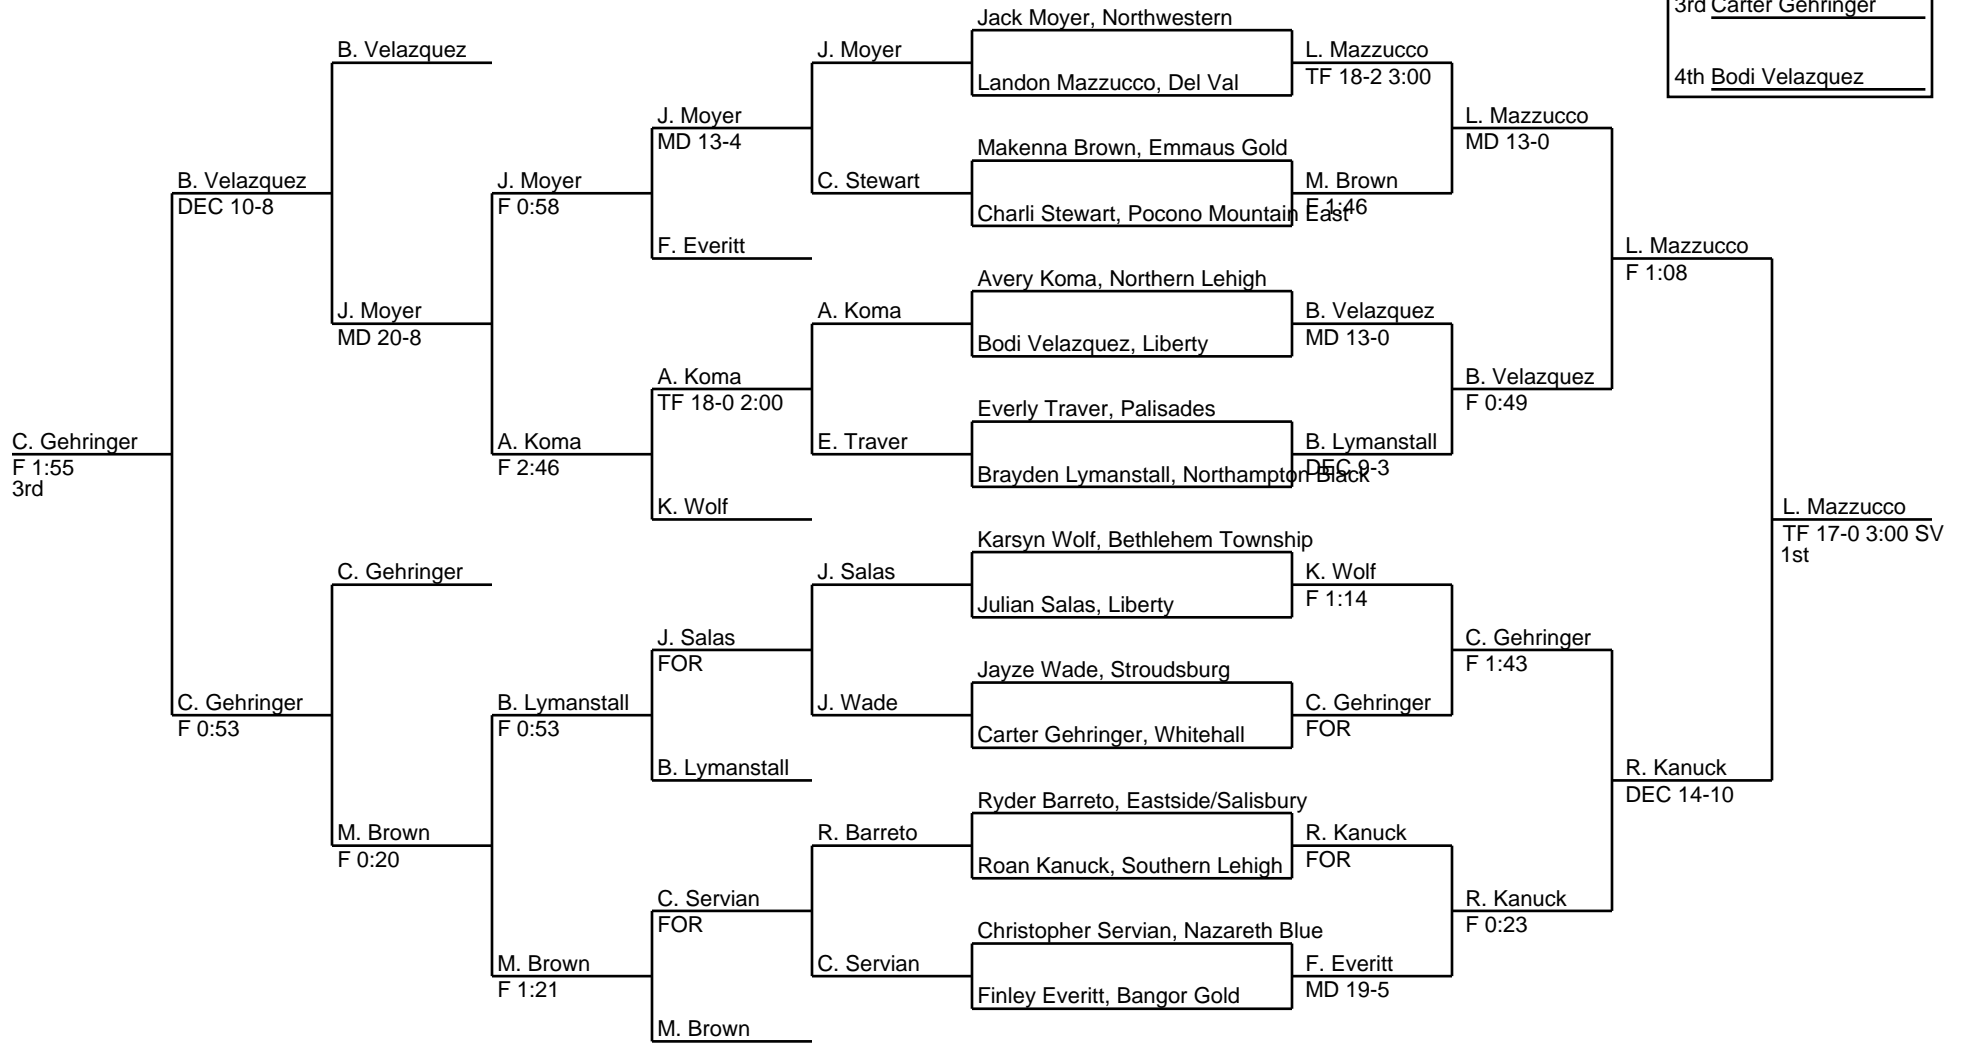 3rd Carter Gehringer
4th Bodi Velazquez
C. Gehringer
F 1:55
3rd
B. Velazquez
DEC 10-8
C. Gehringer
F 0:53
B. Velazquez
J. Moyer
MD 20-8
C. Gehringer
M. Brown
F 0:20
J. Moyer
F 0:58
A. Koma
F 2:46
B. Lymanstall
F 0:53
M. Brown
F 1:21
J. Moyer
MD 13-4
F. Everitt
A. Koma
TF 18-0 2:00
K. Wolf
J. Salas
FOR
B. Lymanstall
C. Servian
FOR
M. Brown
J. Moyer
C. Stewart
A. Koma
E. Traver
J. Salas
J. Wade
R. Barreto
C. Servian
Jack Moyer, Northwestern
Landon Mazzucco, Del Val
Makenna Brown, Emmaus Gold
Charli Stewart, Pocono Mountain East
Avery Koma, Northern Lehigh
Bodi Velazquez, Liberty
Everly Traver, Palisades
Brayden Lymanstall, Northampton Black
Karsyn Wolf, Bethlehem Township
Julian Salas, Liberty
Jayze Wade, Stroudsburg
Carter Gehringer, Whitehall
Ryder Barreto, Eastside/Salisbury
Roan Kanuck, Southern Lehigh
Christopher Servian, Nazareth Blue
Finley Everitt, Bangor Gold
L. Mazzucco
TF 18-2 3:00
M. Brown
F 1:46
B. Velazquez
MD 13-0
B. Lymanstall
DEC 9-3
K. Wolf
F 1:14
C. Gehringer
FOR
R. Kanuck
FOR
F. Everitt
MD 19-5
L. Mazzucco
MD 13-0
B. Velazquez
F 0:49
C. Gehringer
F 1:43
R. Kanuck
F 0:23
L. Mazzucco
F 1:08
R. Kanuck
DEC 14-10
L. Mazzucco
TF 17-0 3:00 SV
1st